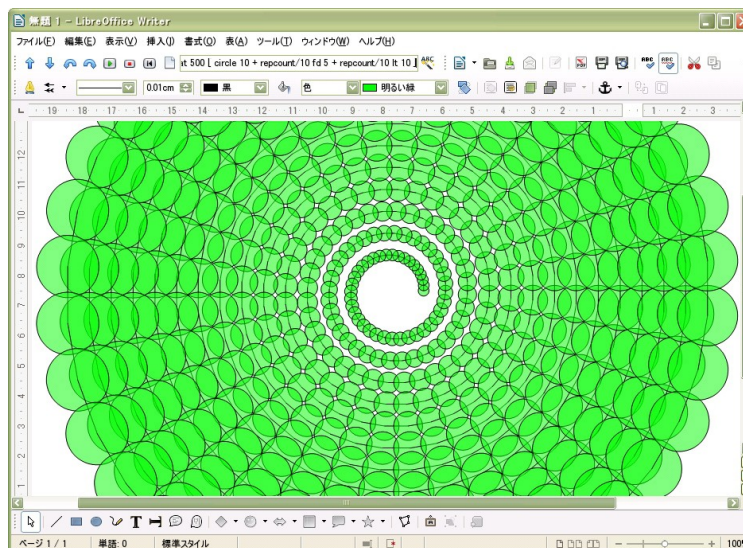 無題 1 - LibreOffice Writer
ファイル(F) 編集(E) 表示(V) 挿入(I) 書式(O) 表(A) ツール(T) ウィンドウ(W) ヘルプ(H)
at 500 [ circle 10 + repcount/10 fd 5 + repcount/10 lt 10 ] ABC PDF ABC ABC
0.01cm 黒 色 明るい緑
19 18 17 16 15 14 13 12 11 10 9 8 7 6 5 4 3 2 1 1 2 3
12
11
10
9
8
7
6
5
4
3
2
1
T
ページ 1 / 1 単語: 0 標準スタイル 100%